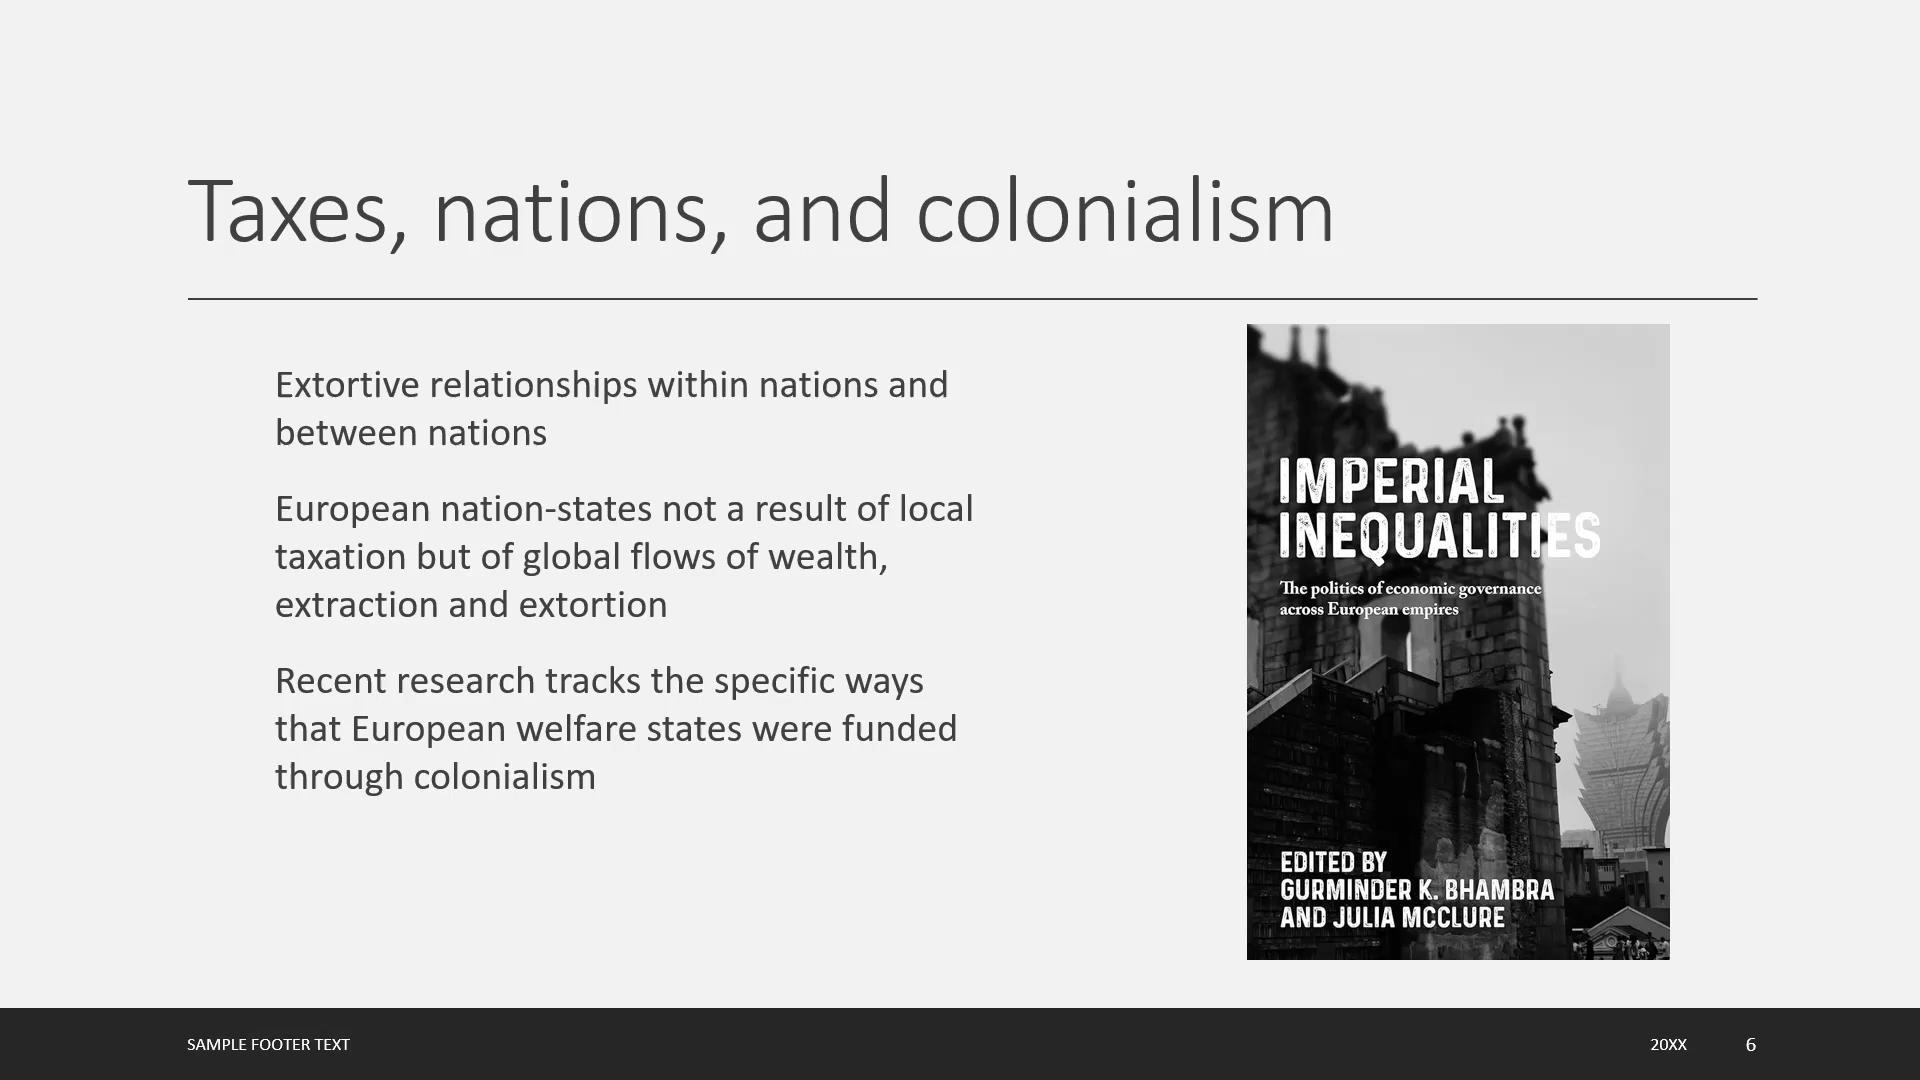 Taxes, nations, and colonialism
Extortive relationships within nations and
between nations
European nation-states not a result of local
taxation but of global flows of wealth,
extraction and extortion
Recent research tracks the specific ways
that European welfare states were funded
through colonialism
IMPERIAL
INEQUALITIES
The politics of economic governance
across European empires
EDITED BY
GURMINDER K. BHAMBRA
AND JULIA MCCLURE
SAMPLE FOOTER TEXT
20XX
6